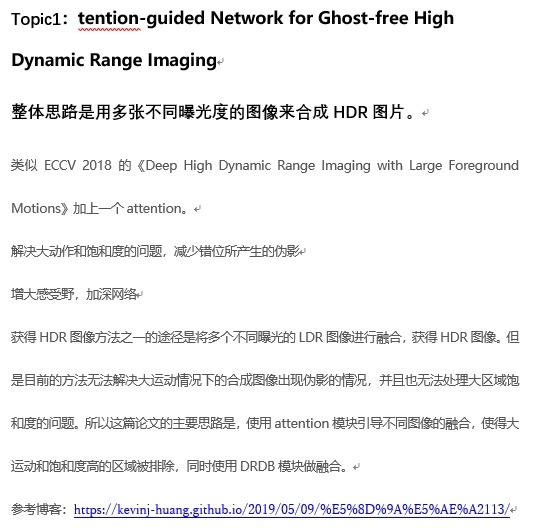 Topic1：tention-guided Network for Ghost-free High
Dynamic Range Imaging
整体思路是用多张不同曝光度的图像来合成 HDR 图片。
类似 ECCV 2018 的《Deep High Dynamic Range Imaging with Large Foreground
Motions》加上一个 attention。
解决大动作和饱和度的问题，减少错位所产生的伪影
增大感受野，加深网络
获得 HDR 图像方法之一的途径是将多个不同曝光的 LDR 图像进行融合，获得 HDR 图像。但
是目前的方法无法解决大运动情况下的合成图像出现伪影的情况，并且也无法处理大区域饱
和度的问题。所以这篇论文的主要思路是，使用 attention 模块引导不同图像的融合，使得大
运动和饱和度高的区域被排除，同时使用 DRDB 模块做融合。
参考博客：https://kevinj-huang.github.io/2019/05/09/%E5%8D%9A%E5%AE%A2113/